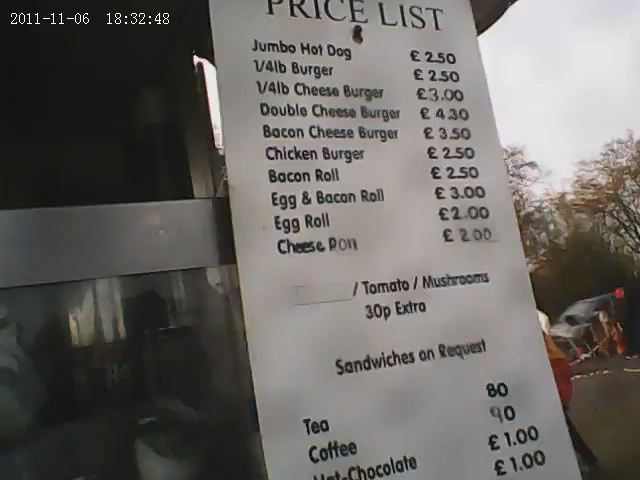 2011-11-06 18:32:48
PRICE LIST
Jumbo Hot Dog £ 2.50
1/4lb Burger £ 2.50
1/4lb Cheese Burger £3.00
Double Cheese Burger £ 4.30
Bacon Cheese Burger £ 3.50
Chicken Burger £ 2.50
Bacon Roll £ 2.50
Egg & Bacon Roll £ 3.00
Egg Roll £2.00
Cheese Roll £ 2.00
/ Tomato / Mushrooms
30p Extra
Sandwiches on Request
Tea 80
Coffee 90
Hot-Chocolate £ 1.00
£ 1.00